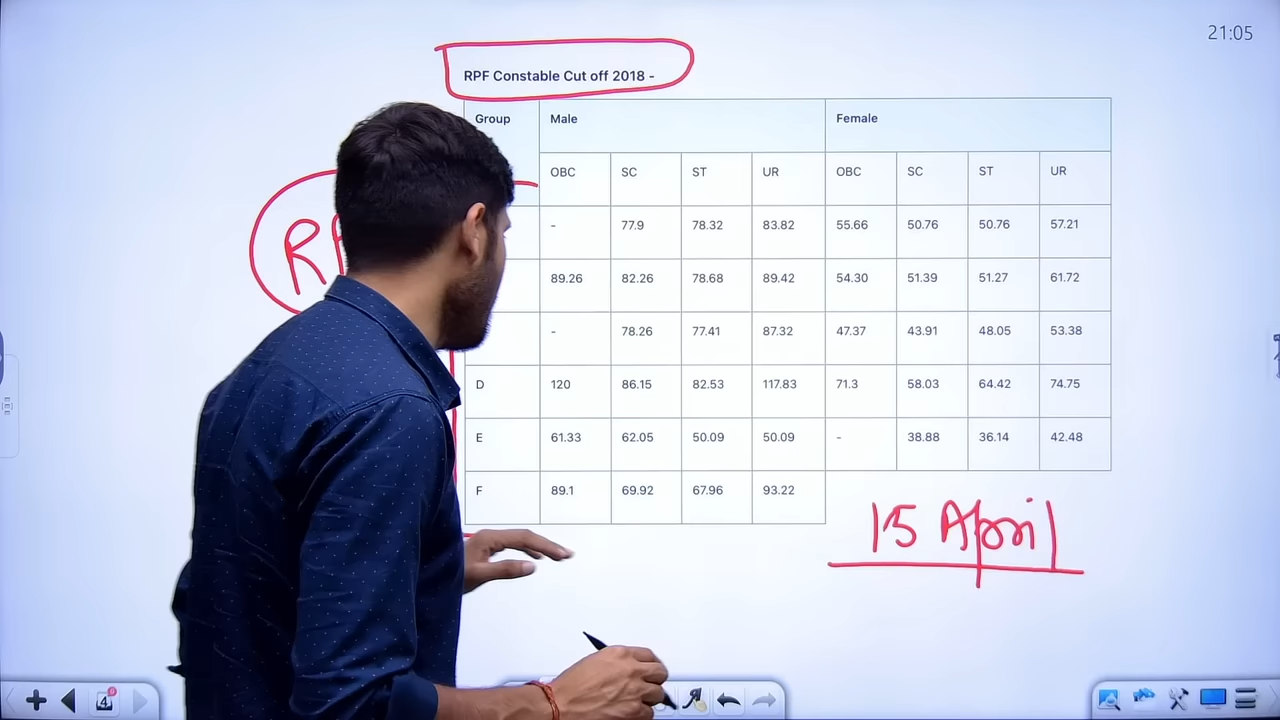 21:05
RPF Constable Cut off 2018 -
Group Male Female
OBC SC ST UR OBC SC ST UR
- 77.9 78.32 83.82 55.66 50.76 50.76 57.21
89.26 82.26 78.68 89.42 54.30 51.39 51.27 61.72
- 78.26 77.41 87.32 47.37 43.91 48.05 53.38
D 120 86.15 82.53 117.83 71.3 58.03 64.42 74.75
E 61.33 62.05 50.09 50.09 - 38.88 36.14 42.48
F 89.1 69.92 67.96 93.22
15 April
4